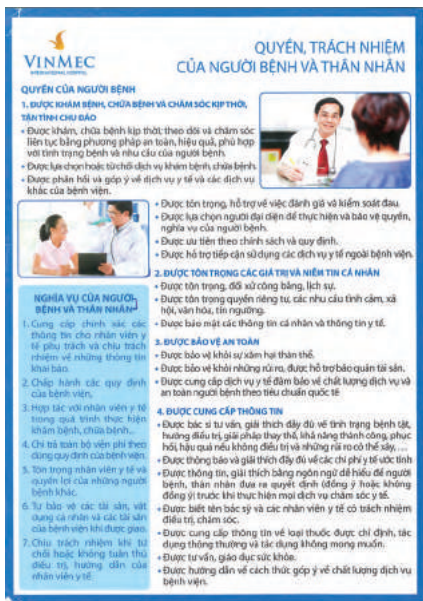 VINMEC
INTERNATIONAL HOSPITAL
QUYỀN, TRÁCH NHIỆM
CỦA NGƯỜI BỆNH VÀ THÂN NHÂN
QUYỀN CỦA NGƯỜI BỆNH
1. ĐƯỢC KHÁM BỆNH, CHỮA BỆNH VÀ CHĂM SÓC KỊP THỜI,
TẬN TÌNH CHU ĐÁO
• Được khám, chữa bệnh kịp thời; theo dõi và chăm sóc
liên tục bằng phương pháp an toàn, hiệu quả, phù hợp
với tình trạng bệnh và nhu cầu của người bệnh.
• Được lựa chọn hoặc từ chối dịch vụ khám bệnh, chữa bệnh.
• Được phản hồi và góp ý về dịch vụ y tế và các dịch vụ
khác của bệnh viện.
• Được tôn trọng, hỗ trợ về việc đánh giá và kiểm soát đau.
• Được lựa chọn người đại diện để thực hiện và bảo vệ quyền,
nghĩa vụ của người bệnh.
• Được ưu tiên theo chính sách và quy định.
• Được hỗ trợ tiếp cận sử dụng các dịch vụ y tế ngoài bệnh viện.
2. ĐƯỢC TÔN TRỌNG CÁC GIÁ TRỊ VÀ NIỀM TIN CÁ NHÂN
• Được tôn trọng, đối xử công bằng, lịch sự.
• Được tôn trọng quyền riêng tư, các nhu cầu tình cảm, xã
hội, văn hóa, tín ngưỡng.
• Được bảo mật các thông tin cá nhân và thông tin y tế.
3. ĐƯỢC BẢO VỆ AN TOÀN
• Được bảo vệ khỏi sự xâm hại thân thể.
• Được bảo vệ khỏi những rủi ro, được hỗ trợ bảo quản tài sản.
• Được cung cấp dịch vụ y tế đảm bảo về chất lượng dịch vụ và
an toàn người bệnh theo tiêu chuẩn quốc tế
4. ĐƯỢC CUNG CẤP THÔNG TIN
• Được bác sĩ tư vấn, giải thích đầy đủ về tình trạng bệnh tật,
hướng điều trị, giải pháp thay thế, khả năng thành công, phục
hồi, hậu quả nếu không điều trị và những rủi ro có thể xảy, ....
• Được thông báo và giải thích đầy đủ về các chi phí y tế ước tính
• Được thông tin, giải thích bằng ngôn ngữ dễ hiểu để người
bệnh, thân nhân đưa ra quyết định (đồng ý hoặc không
đồng ý) trước khi thực hiện mọi dịch vụ chăm sóc y tế.
• Được biết tên bác sỹ và các nhân viên y tế có trách nhiệm
điều trị, chăm sóc.
• Được cung cấp thông tin về loại thuốc được chỉ định, tác
dụng thông thường và tác dụng không mong muốn.
• Được tư vấn, giáo dục sức khỏe.
• Được hướng dẫn về cách thức góp ý về chất lượng dịch vụ
bệnh viện.
NGHĨA VỤ CỦA NGƯỜI
BỆNH VÀ THÂN NHÂN
1. Cung cấp chính xác các
thông tin cho nhân viên y
tế phụ trách và chịu trách
nhiệm về những thông tin
khai báo.
2. Chấp hành các quy định
của bệnh viện.
3. Hợp tác với nhân viên y tế
trong quá trình thực hiện
khám bệnh, chữa bệnh...
4. Chi trả toàn bộ viện phí theo
đúng quy định của bệnh viện.
5. Tôn trọng nhân viên y tế và
quyền lợi của những người
bệnh khác.
6. Tự bảo vệ các tài sản, vật
dụng cá nhân và các tài sản
của bệnh viện khi được giao.
7. Chịu trách nhiệm khi từ
chối hoặc không tuân thủ
điều trị, hướng dẫn của
nhân viên y tế.